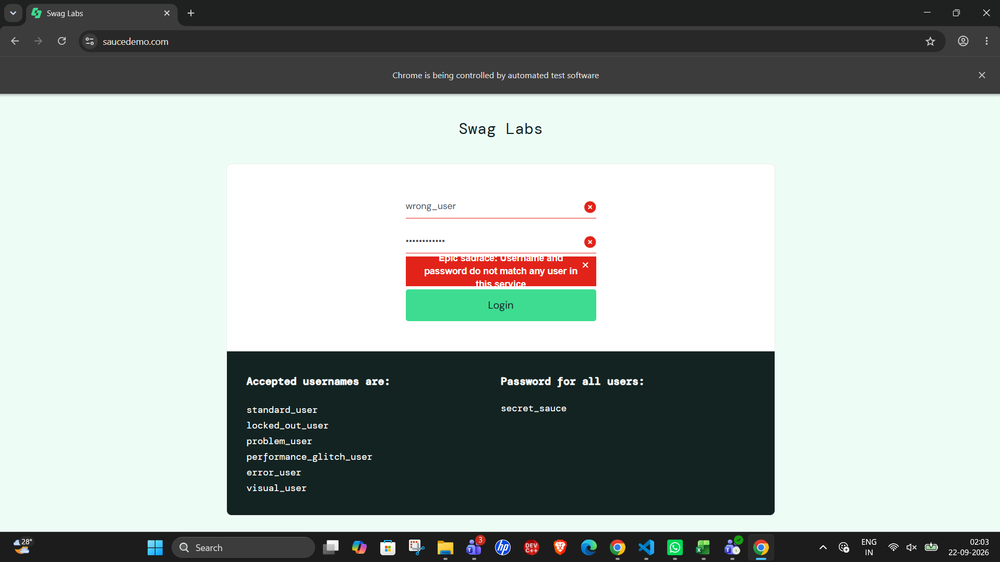 Swag Labs
saucedemo.com
Chrome is being controlled by automated test software
Swag Labs
wrong_user
••••••••••••
Epic sadface: Username and
password do not match any user in
this service
Login
Accepted usernames are:
standard_user
locked_out_user
problem_user
performance_glitch_user
error_user
visual_user
Password for all users:
secret_sauce
28°
Search
3
hp
DEV
C++
ENG
IN
02:03
22-09-2026